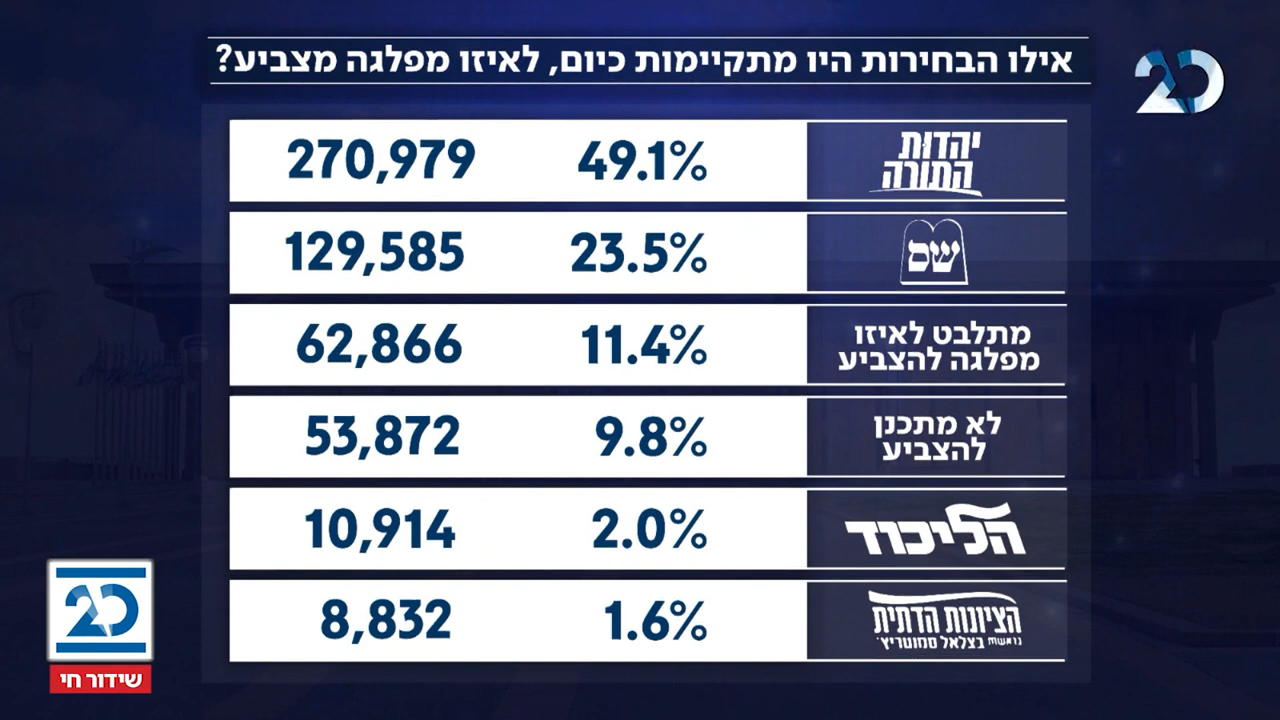 אילו הבחירות היו מתקיימות כיום, לאיזו מפלגה מצביע?
20
יהדות
התורה
49.1%
270,979
שס
23.5%
129,585
מתלבט לאיזו
מפלגה להצביע
11.4%
62,866
לא מתכנן
להצביע
9.8%
53,872
הליכוד
2.0%
10,914
הציונות הדתית
בראשות בצלאל סמוטריץ'
1.6%
8,832
20
שידור חי